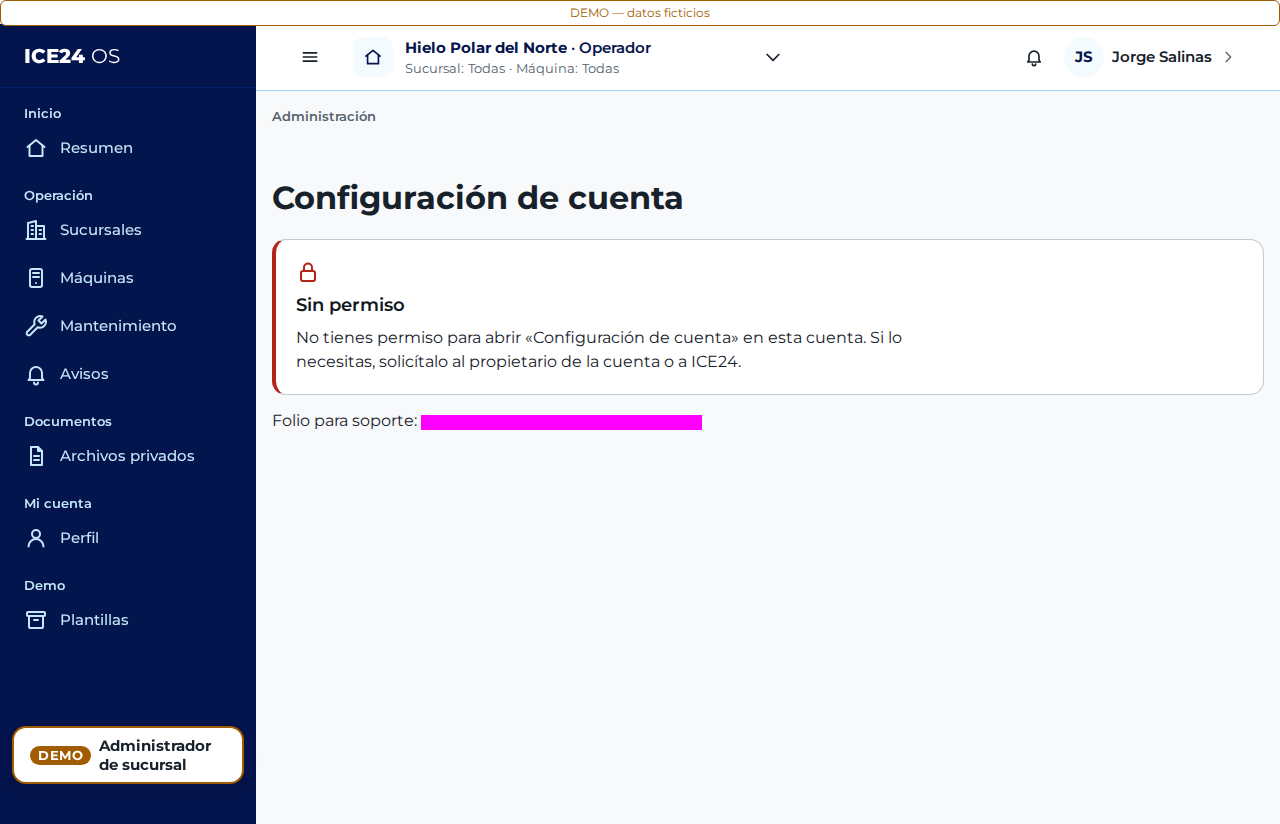 DEMO — datos ficticios
ICE24 OS
Hielo Polar del Norte · Operador
Sucursal: Todas · Máquina: Todas
JS Jorge Salinas
Inicio
Resumen
Operación
Sucursales
Máquinas
Mantenimiento
Avisos
Documentos
Archivos privados
Mi cuenta
Perfil
Demo
Plantillas
DEMO Administrador
de sucursal
Administración
Configuración de cuenta
Sin permiso
No tienes permiso para abrir «Configuración de cuenta» en esta cuenta. Si lo
necesitas, solicítalo al propietario de la cuenta o a ICE24.
Folio para soporte: